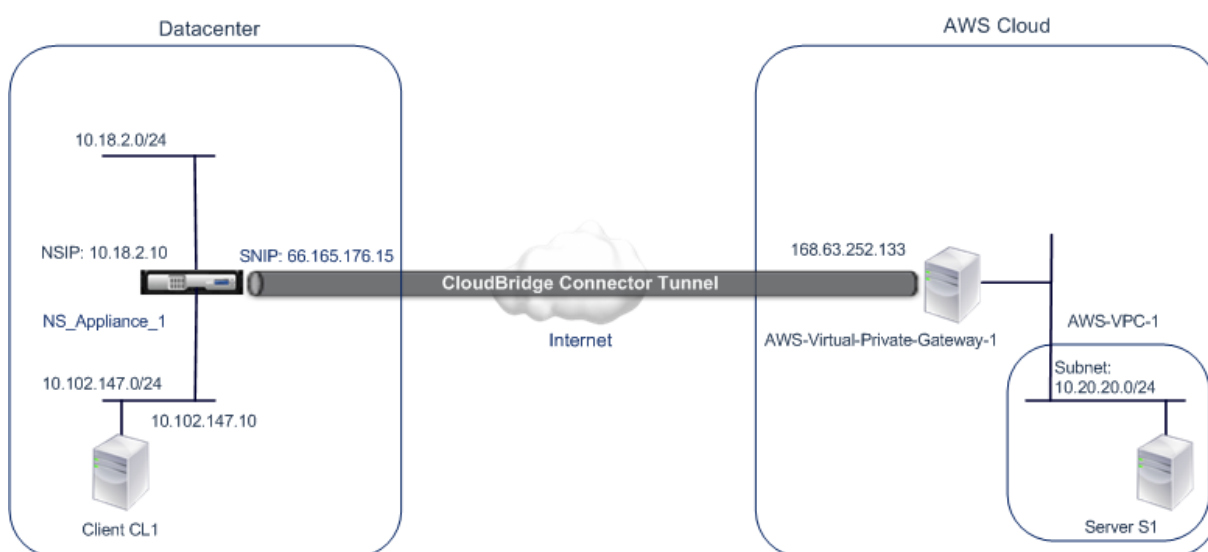 Datacenter
AWS Cloud
10.18.2.0/24
NSIP: 10.18.2.10
SNIP: 66.165.176.15
168.63.252.133
CloudBridge Connector Tunnel
NS_Appliance_1
Internet
AWS-Virtual-Private-Gateway-1
AWS-VPC-1
10.102.147.0/24
10.102.147.10
Subnet:
10.20.20.0/24
Client CL1
Server S1